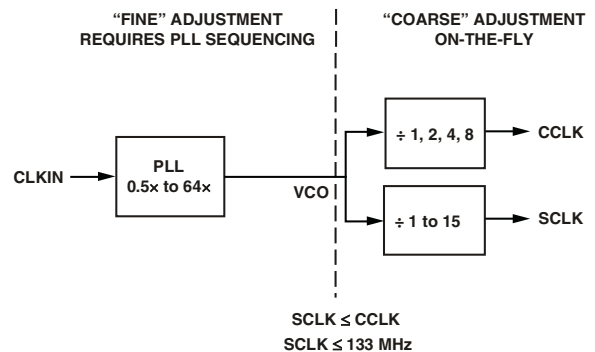 “FINE” ADJUSTMENT
REQUIRES PLL SEQUENCING
“COARSE” ADJUSTMENT
ON-THE-FLY
CLKIN
PLL
0.5× to 64×
VCO
÷ 1, 2, 4, 8
CCLK
÷ 1 to 15
SCLK
SCLK ≤ CCLK
SCLK ≤ 133 MHz